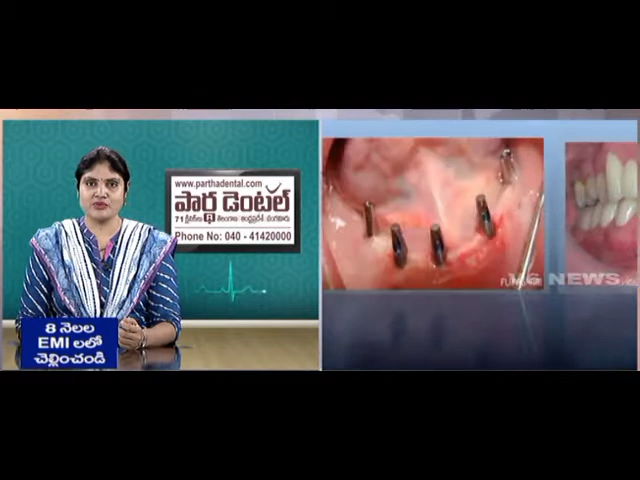 www.parthadental.com
పార్థ డెంటల్
Phone No: 040 - 41420000
8 నెలల
EMI లలో
చెల్లించండి
NEWS